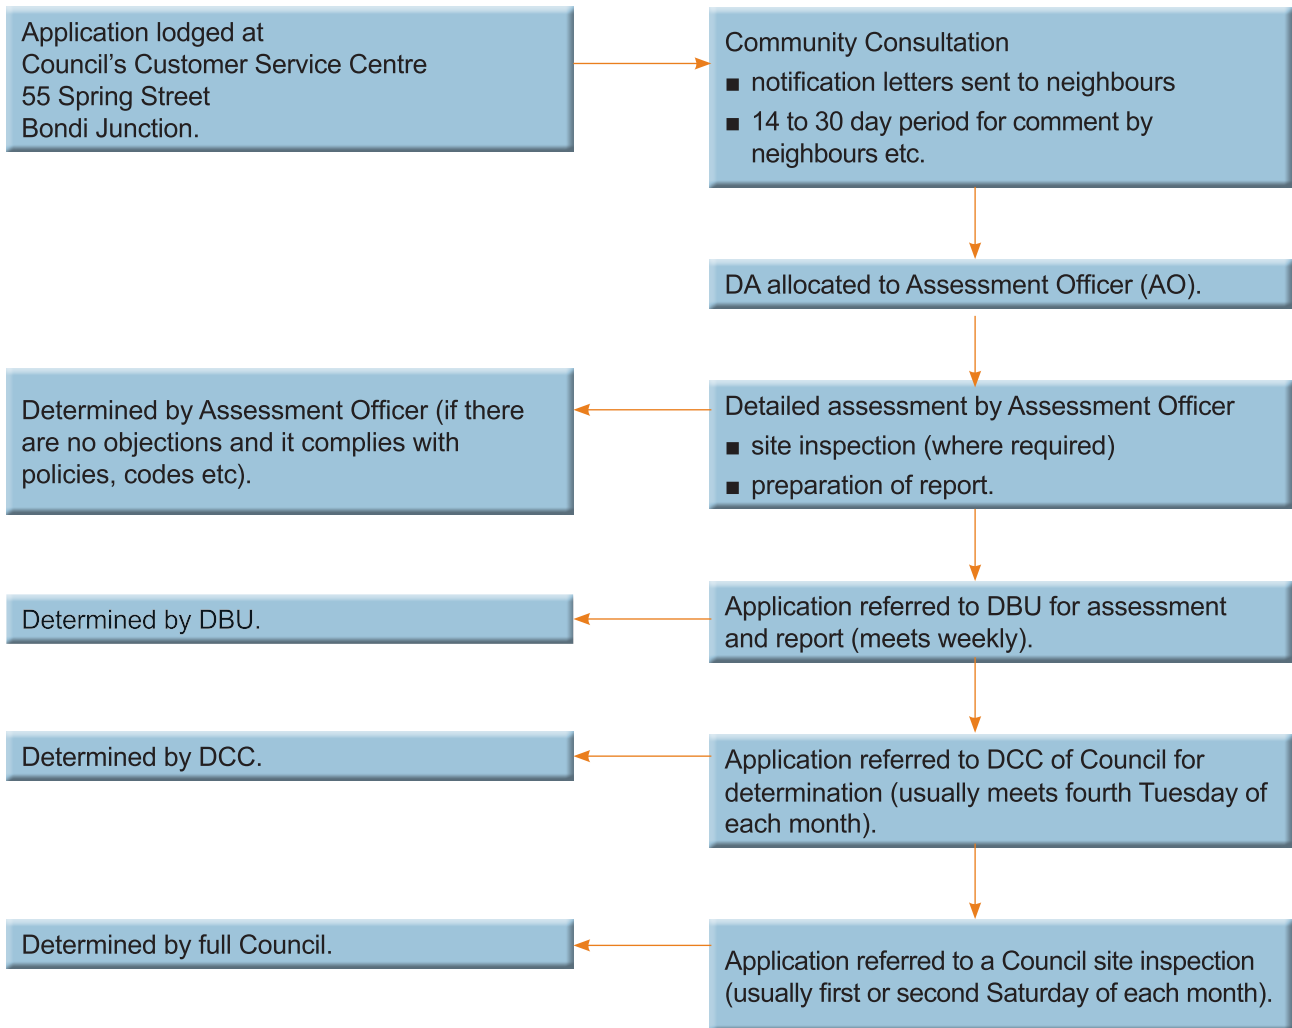 Application lodged at
Council’s Customer Service Centre
55 Spring Street
Bondi Junction.
Community Consultation
■ notification letters sent to neighbours
■ 14 to 30 day period for comment by
neighbours etc.
DA allocated to Assessment Officer (AO).
Detailed assessment by Assessment Officer
■ site inspection (where required)
■ preparation of report.
Determined by Assessment Officer (if there
are no objections and it complies with
policies, codes etc).
Application referred to DBU for assessment
and report (meets weekly).
Determined by DBU.
Application referred to DCC of Council for
determination (usually meets fourth Tuesday of
each month).
Determined by DCC.
Application referred to a Council site inspection
(usually first or second Saturday of each month).
Determined by full Council.